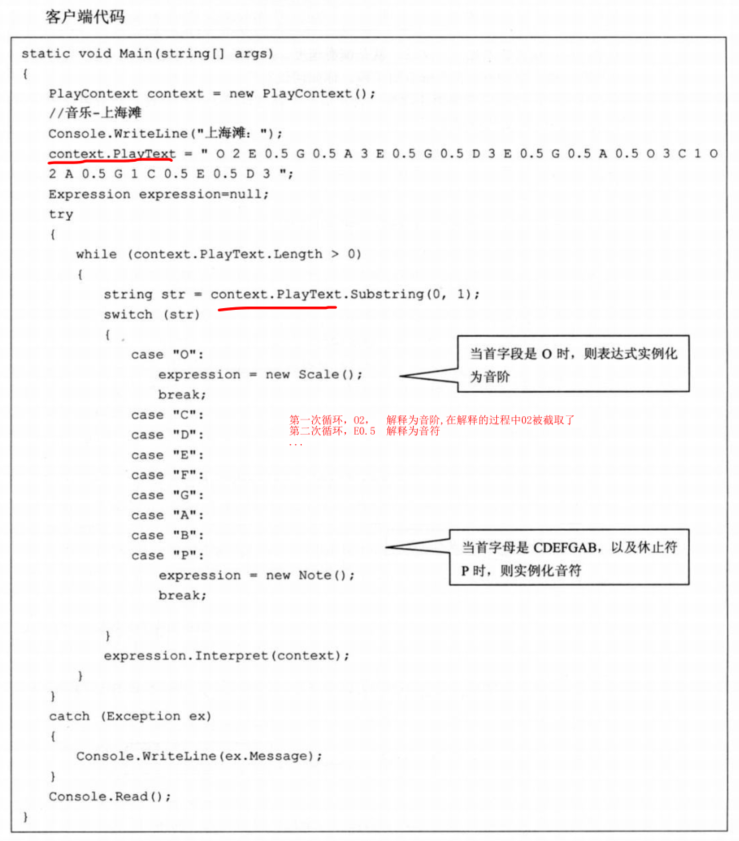 客户端代码
static void Main(string[] args)
{
PlayContext context = new PlayContext();
//音乐-上海滩
Console.WriteLine("上海滩：");
context.PlayText = " O 2 E 0.5 G 0.5 A 3 E 0.5 G 0.5 D 3 E 0.5 G 0.5 A 0.5 O 3 C 1 O
2 A 0.5 G 1 C 0.5 E 0.5 D 3 ";
Expression expression=null;
try
{
while (context.PlayText.Length > 0)
{
string str = context.PlayText.Substring(0, 1);
switch (str)
{
case "O":
expression = new Scale();
break;
当首字段是 O 时，则表达式实例化
为音阶
case "C":
case "D":
case "E":
case "F":
case "G":
case "A":
case "B":
case "P":
expression = new Note();
break;
第一次循环，O2， 解释为音阶,在解释的过程中O2被截取了
第二次循环，E0.5 解释为音符
...
当首字母是 CDEFGAB，以及休止符
P 时，则实例化音符
}
expression.Interpret(context);
}
}
catch (Exception ex)
{
Console.WriteLine(ex.Message);
}
Console.Read();
}